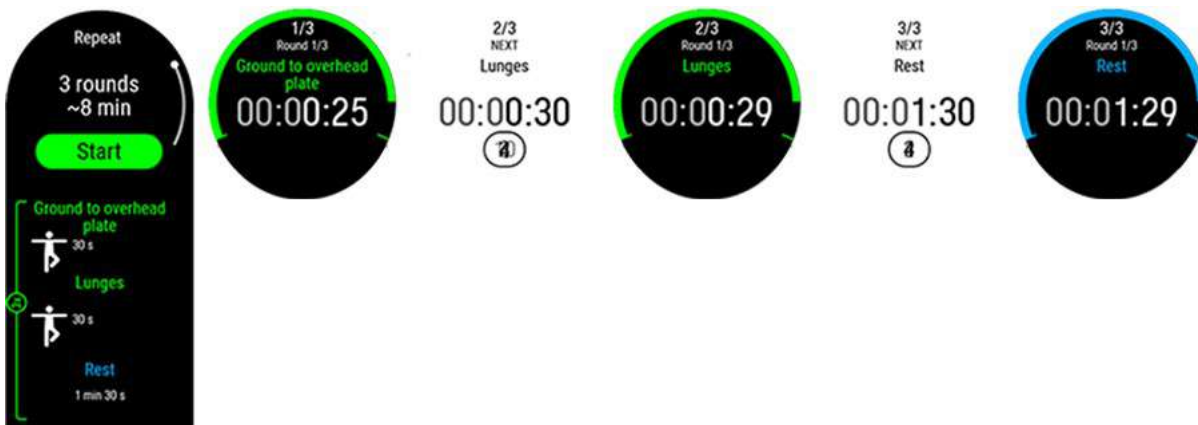 Repeat
3 rounds
~8 min
Start
Ground to overhead
plate
30 s
Lunges
30 s
Rest
1 min 30 s
1/3
Round 1/3
Ground to overhead
plate
00:00:25
2/3
NEXT
Lunges
00:00:30
2/3
Round 1/3
Lunges
00:00:29
3/3
NEXT
Rest
00:01:30
3/3
Round 1/3
Rest
00:01:29